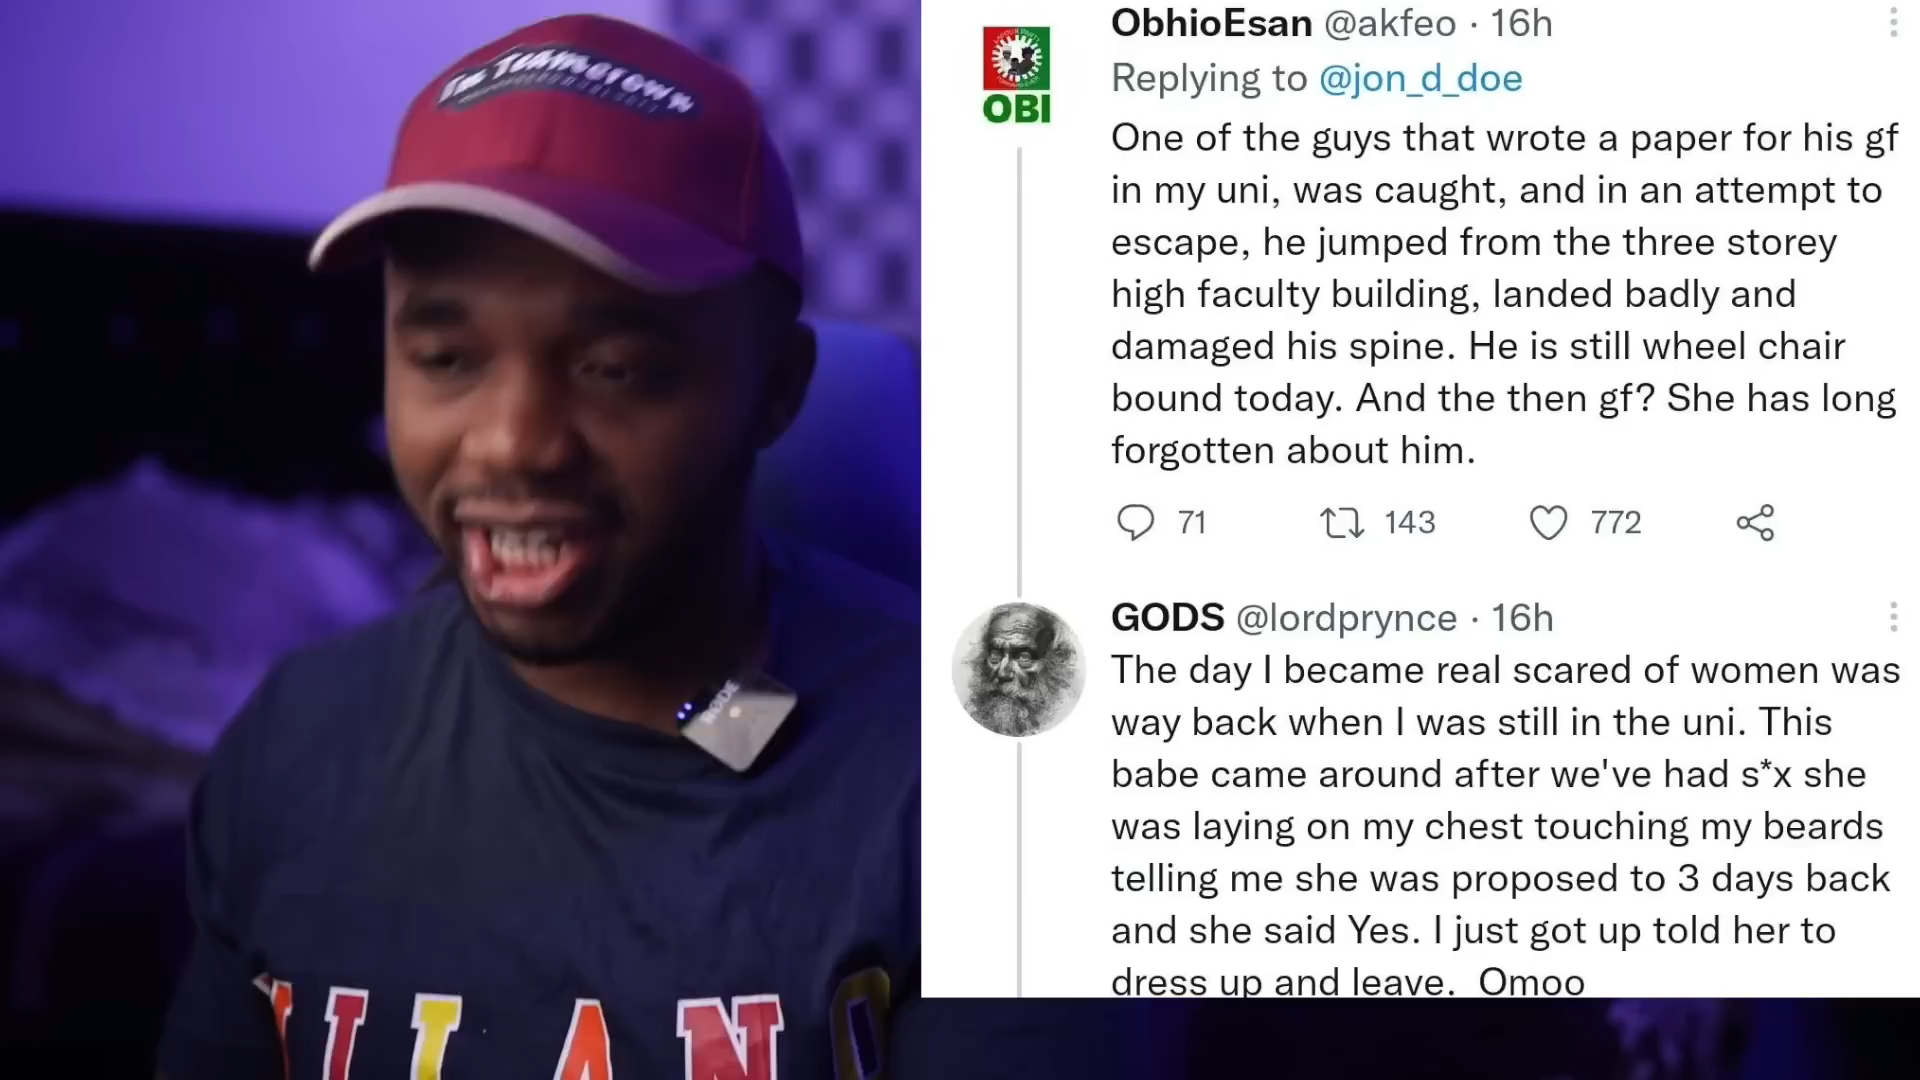 In Teamcrown
RØDE
MILANO
OBI
ObhioEsan @akfeo · 16h
Replying to @jon_d_doe
One of the guys that wrote a paper for his gf
in my uni, was caught, and in an attempt to
escape, he jumped from the three storey
high faculty building, landed badly and
damaged his spine. He is still wheel chair
bound today. And the then gf? She has long
forgotten about him.
71 143 772
GODS @lordprynce · 16h
The day I became real scared of women was
way back when I was still in the uni. This
babe came around after we've had s*x she
was laying on my chest touching my beards
telling me she was proposed to 3 days back
and she said Yes. I just got up told her to
dress up and leave. Omoo